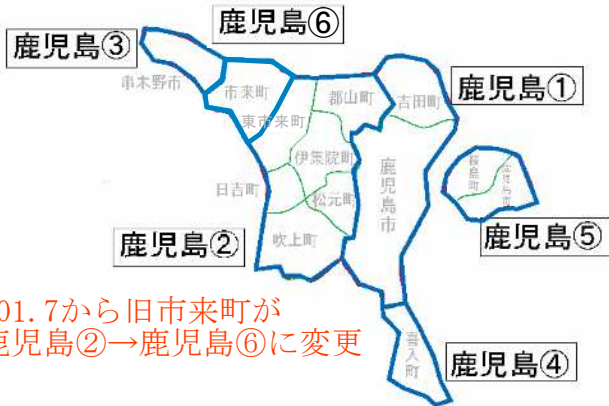 鹿児島⑥
鹿児島③
串木野市
市来町
郡山町
吉田町
鹿児島①
東市来町
伊集院町
鹿児島市
桜島町
日吉町
松元町
鹿児島②
吹上町
鹿児島⑤
01.7から旧市来町が
鹿児島②→鹿児島⑥に変更
喜入町
鹿児島④